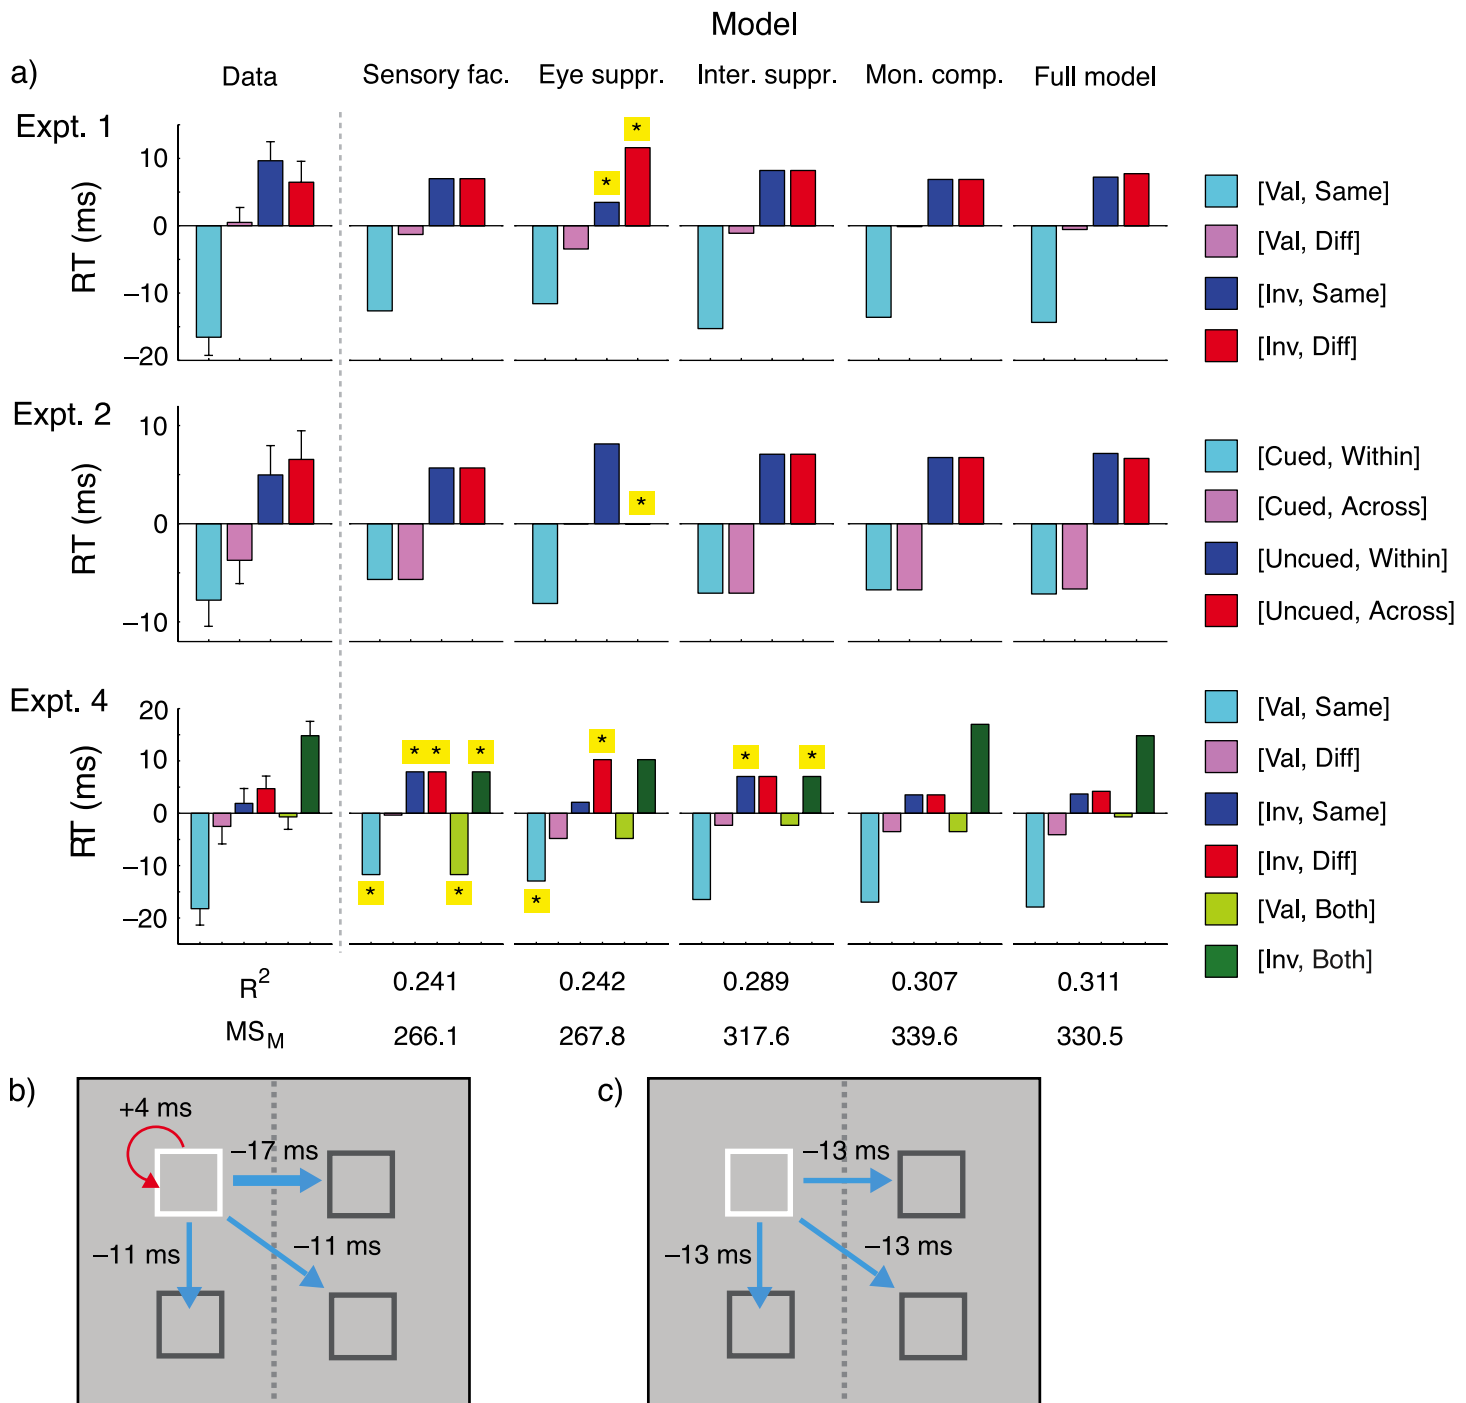 Model
a)
Data
Sensory fac.
Eye suppr.
Inter. suppr.
Mon. comp.
Full model
Expt. 1
RT (ms)
10
0
−10
−20
*
*
[Val, Same]
[Val, Diff]
[Inv, Same]
[Inv, Diff]
Expt. 2
RT (ms)
10
0
−10
*
[Cued, Within]
[Cued, Across]
[Uncued, Within]
[Uncued, Across]
Expt. 4
RT (ms)
20
10
0
−10
−20
* * *
* *
*
*
* *
[Val, Same]
[Val, Diff]
[Inv, Same]
[Inv, Diff]
[Val, Both]
[Inv, Both]
R² 0.241 0.242 0.289 0.307 0.311
MS_M 266.1 267.8 317.6 339.6 330.5
b)
+4 ms
−17 ms
−11 ms
−11 ms
c)
−13 ms
−13 ms
−13 ms